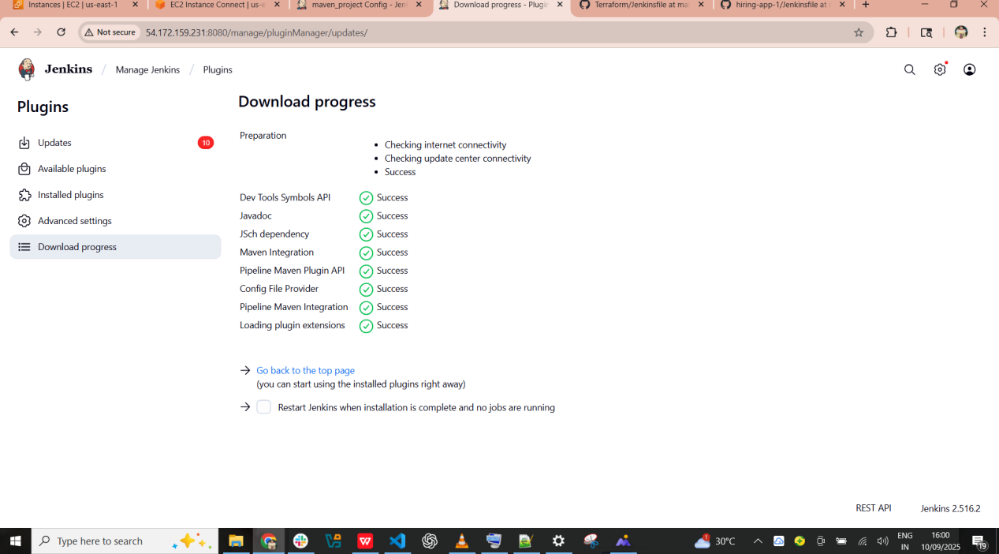 Instances | EC2 | us-east-1
EC2 Instance Connect | us-e
maven_project Config - Jenk
Download progress - Plugin
Terraform/Jenkinsfile at mai
hiring-app-1/Jenkinsfile at
Not secure
54.172.159.231:8080/manage/pluginManager/updates/
Jenkins / Manage Jenkins / Plugins
Plugins
Updates 10
Available plugins
Installed plugins
Advanced settings
Download progress
Download progress
Preparation
• Checking internet connectivity
• Checking update center connectivity
• Success
Dev Tools Symbols API Success
Javadoc Success
JSch dependency Success
Maven Integration Success
Pipeline Maven Plugin API Success
Config File Provider Success
Pipeline Maven Integration Success
Loading plugin extensions Success
→ Go back to the top page
(you can start using the installed plugins right away)
→ Restart Jenkins when installation is complete and no jobs are running
REST API Jenkins 2.516.2
Type here to search
30°C
ENG
IN
16:00
10/09/2025
19